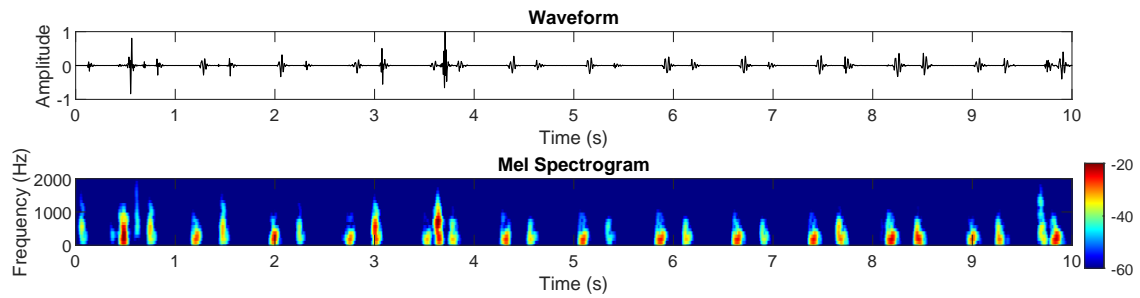 Waveform
Amplitude
1
0
-1
0 1 2 3 4 5 6 7 8 9 10
Time (s)
Mel Spectrogram
Frequency (Hz)
2000
1000
0
0 1 2 3 4 5 6 7 8 9 10
Time (s)
-20
-40
-60